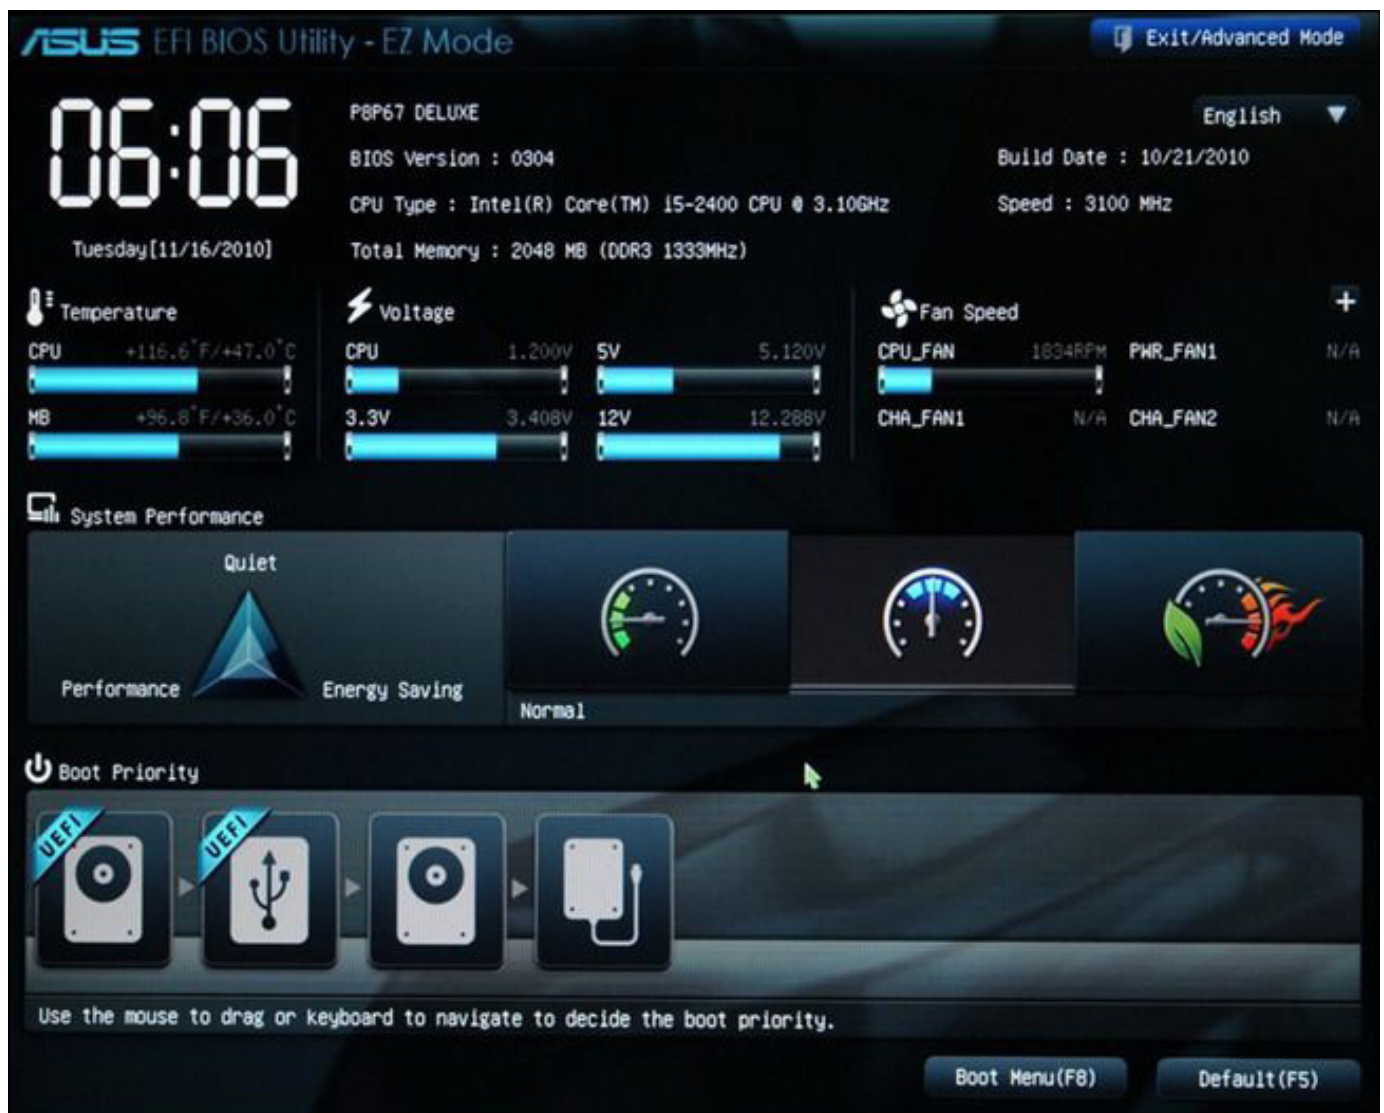 ASUS EFI BIOS Utility - EZ Mode
Exit/Advanced Mode
06:06
Tuesday[11/16/2010]
P8P67 DELUXE
English
BIOS Version : 0304
Build Date : 10/21/2010
CPU Type : Intel(R) Core(TM) i5-2400 CPU @ 3.10GHz
Speed : 3100 MHz
Total Memory : 2048 MB (DDR3 1333MHz)
Temperature
CPU +116.6°F/+47.0°C
MB +96.8°F/+36.0°C
Voltage
CPU 1.200V 5V 5.120V
3.3V 3.408V 12V 12.288V
Fan Speed
CPU_FAN 1834RPM PWR_FAN1 N/A
CHA_FAN1 N/A CHA_FAN2 N/A
System Performance
Quiet
Performance
Energy Saving
Normal
Boot Priority
UEFI
UEFI
Use the mouse to drag or keyboard to navigate to decide the boot priority.
Boot Menu(F8)
Default(F5)